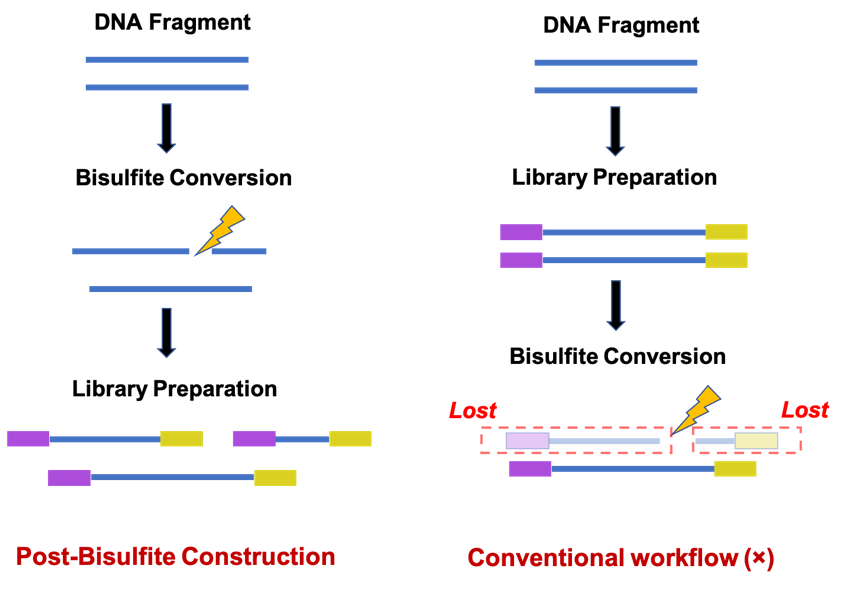 DNA Fragment
Bisulfite Conversion
Library Preparation
Post-Bisulfite Construction
DNA Fragment
Library Preparation
Bisulfite Conversion
Lost
Lost
Conventional workflow (×)